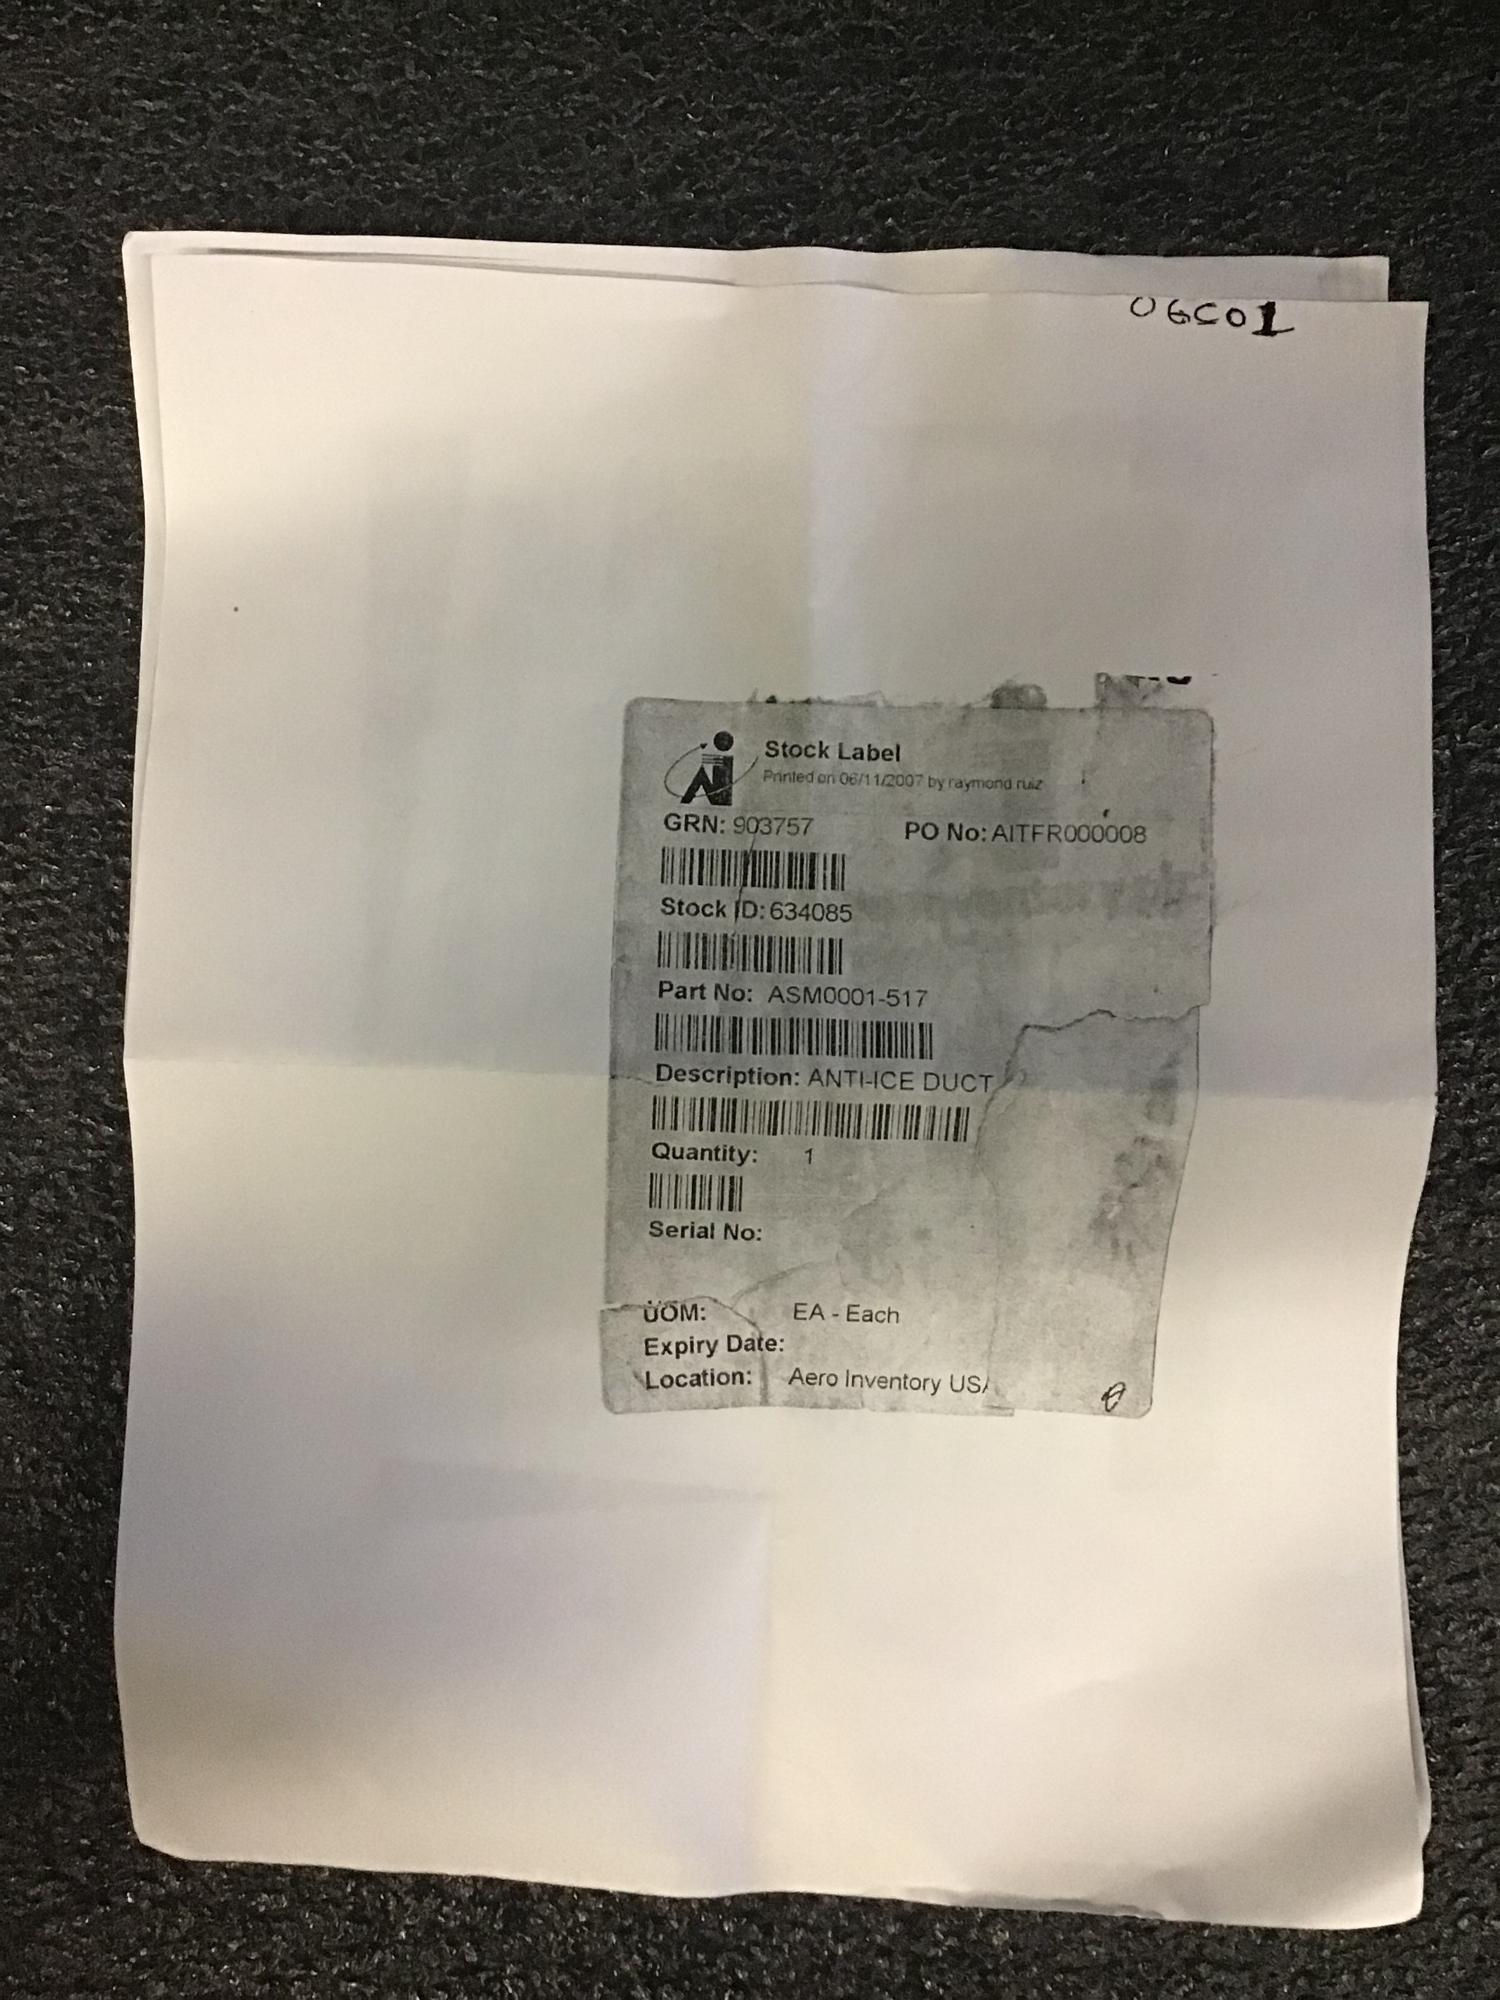 06C01
Stock Label
Printed on 06/11/2007 by raymond ruiz
GRN: 903757 PO No: AITFR000008
Stock ID: 634085
Part No: ASM0001-517
Description: ANTI-ICE DUCT
Quantity: 1
Serial No:
UOM: EA - Each
Expiry Date:
Location: Aero Inventory USA